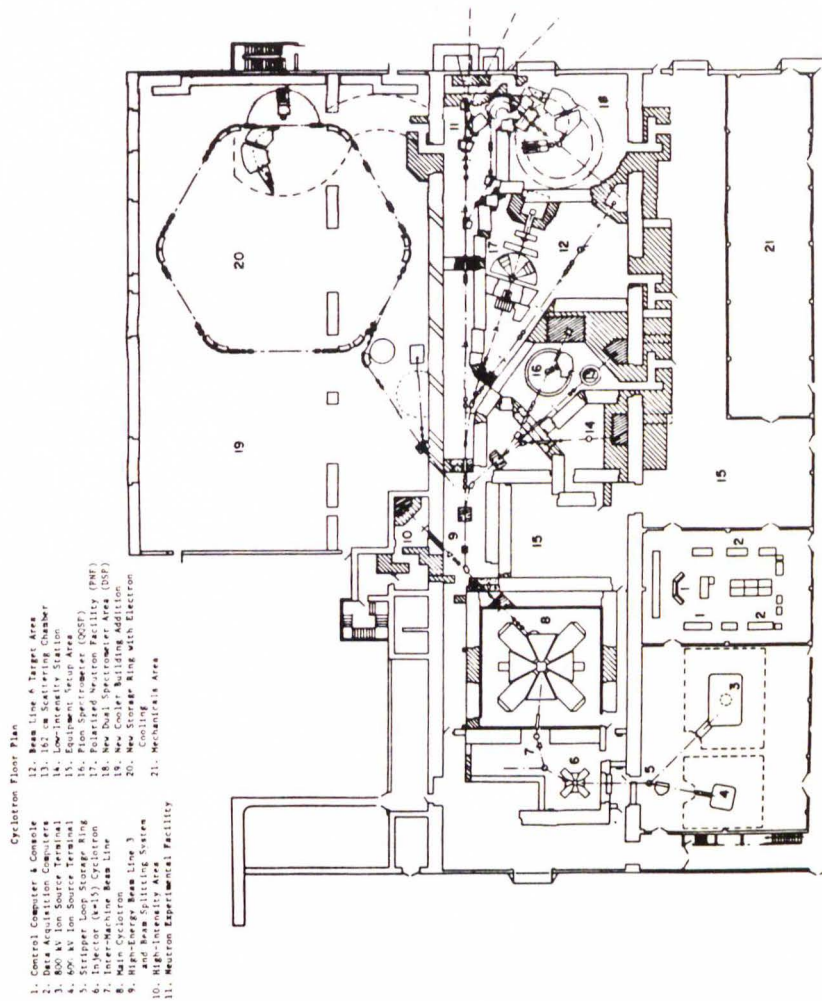 Cyclotron Floor Plan
1. Control Computer & Console
2. Data Acquisition Computers
3. 800 kV Ion Source Terminal
4. 600 kV Ion Source Terminal
5. Stripper Loop Storage Ring
6. Injector (k=15) Cyclotron
7. Inter-Machine Beam Line
8. Main Cyclotron
9. High-Energy Beam Line 3
and Beam Splitting System
10. High-Intensity Area
11. Neutron Experimental Facility
12. Beam Line & Target Area
13. 162 cm Scattering Chamber
14. Low-Intensity Station
15. Equipment Setup Area
16. Pion Spectrometer (QQSP)
17. Polarized Neutron Facility (PNF)
18. New Dual Spectrometer Area (DSP)
19. New Cooler Building Addition
20. New Storage Ring with Electron
Cooling
21. Mechanicals Area
20
19
11
18
17
12
16
13
14
21
10
9
15
15
8
7
6
5
4
3
1
1
2
2